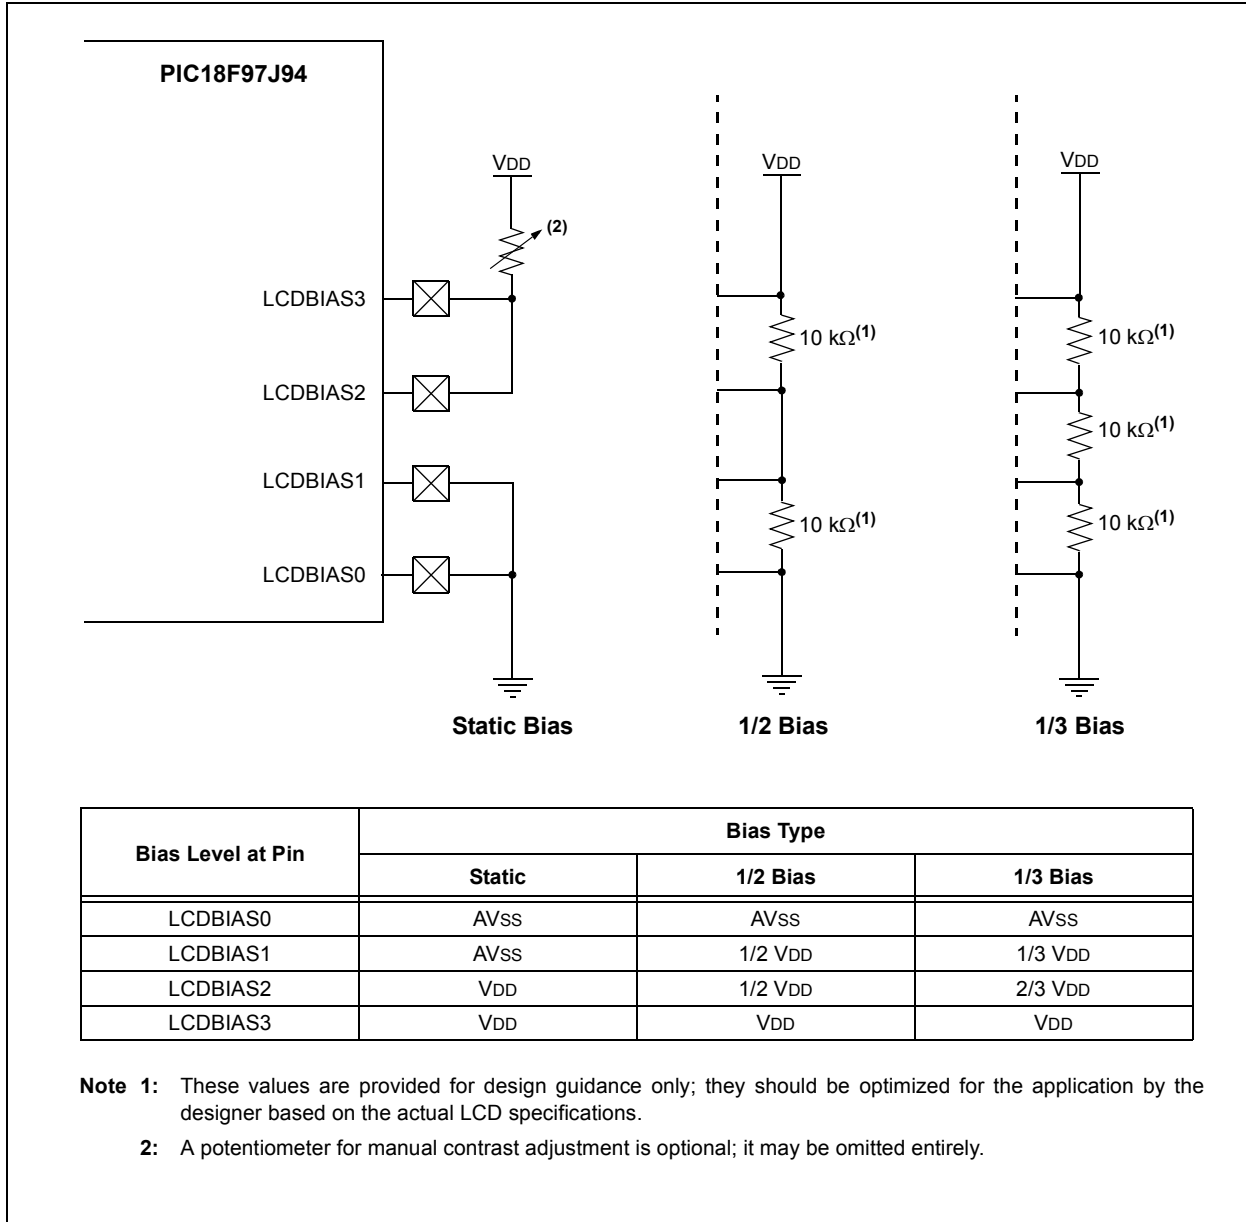 PIC18F97J94
VDD
VDD
VDD
(2)
LCDBIAS3
10 kΩ(1)
10 kΩ(1)
LCDBIAS2
10 kΩ(1)
LCDBIAS1
10 kΩ(1)
10 kΩ(1)
LCDBIAS0
Static Bias
1/2 Bias
1/3 Bias
Bias Level at Pin
Bias Type
Static
1/2 Bias
1/3 Bias
LCDBIAS0 AVSS AVSS AVSS
LCDBIAS1 AVSS 1/2 VDD 1/3 VDD
LCDBIAS2 VDD 1/2 VDD 2/3 VDD
LCDBIAS3 VDD VDD VDD
Note 1: These values are provided for design guidance only; they should be optimized for the application by the
designer based on the actual LCD specifications.
2: A potentiometer for manual contrast adjustment is optional; it may be omitted entirely.